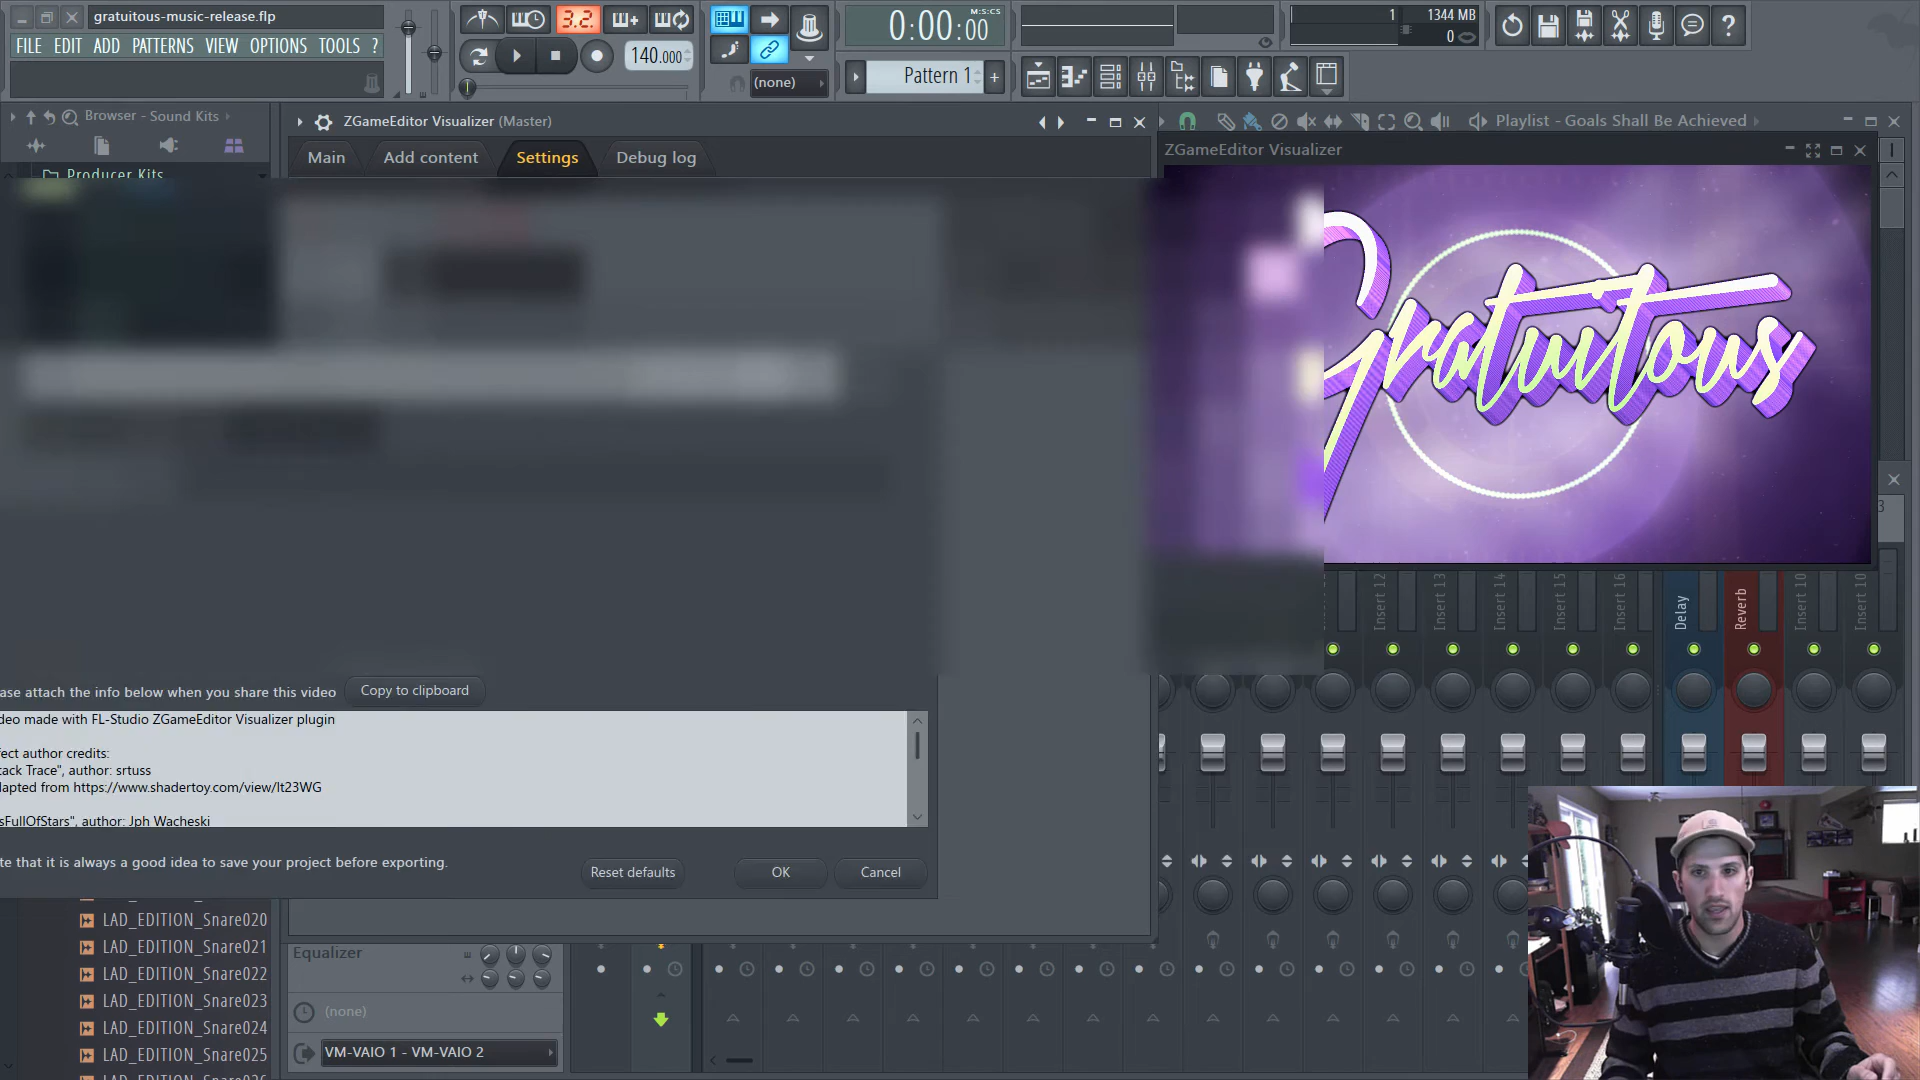 gratuitous-music-release.flp
FILE EDIT ADD PATTERNS VIEW OPTIONS TOOLS ?
3.2.
140.000
(none)
0:00:00
M:S:CS
Pattern 1
+
1
1344 MB
0
?
Browser - Sound Kits
Producer Kits
ZGameEditor Visualizer (Master)
Main
Add content
Settings
Debug log
Playlist - Goals Shall Be Achieved
ZGameEditor Visualizer
Gratuitous
3
Insert 12
Insert 13
Insert 14
Insert 15
Insert 16
Delay
Reverb
Insert 10
Insert 10
ase attach the info below when you share this video
Copy to clipboard
deo made with FL-Studio ZGameEditor Visualizer plugin
fect author credits:
tack Trace", author: srtuss
dapted from https://www.shadertoy.com/view/lt23WG
sFullOfStars", author: Jph Wacheski
te that it is always a good idea to save your project before exporting.
Reset defaults
OK
Cancel
LAD_EDITION_Snare020
LAD_EDITION_Snare021
LAD_EDITION_Snare022
LAD_EDITION_Snare023
LAD_EDITION_Snare024
LAD_EDITION_Snare025
Equalizer
(none)
VM-VAIO 1 - VM-VAIO 2